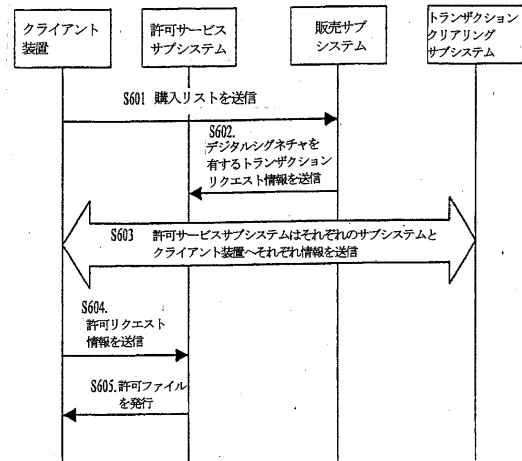 クライアント
装置
許可サービス
サブシステム
販売サブ
システム
トランザクション
クリアリング
サブシステム
S601 購入リストを送信
S602.
デジタルシグネチャを
有するトランザクション
リクエスト情報を送信
S603 許可サービスサブシステムはそれぞれのサブシステムと
クライアント装置へそれぞれ情報を送信
S604.
許可リクエスト
情報を送信
S605.許可ファイル
を発行